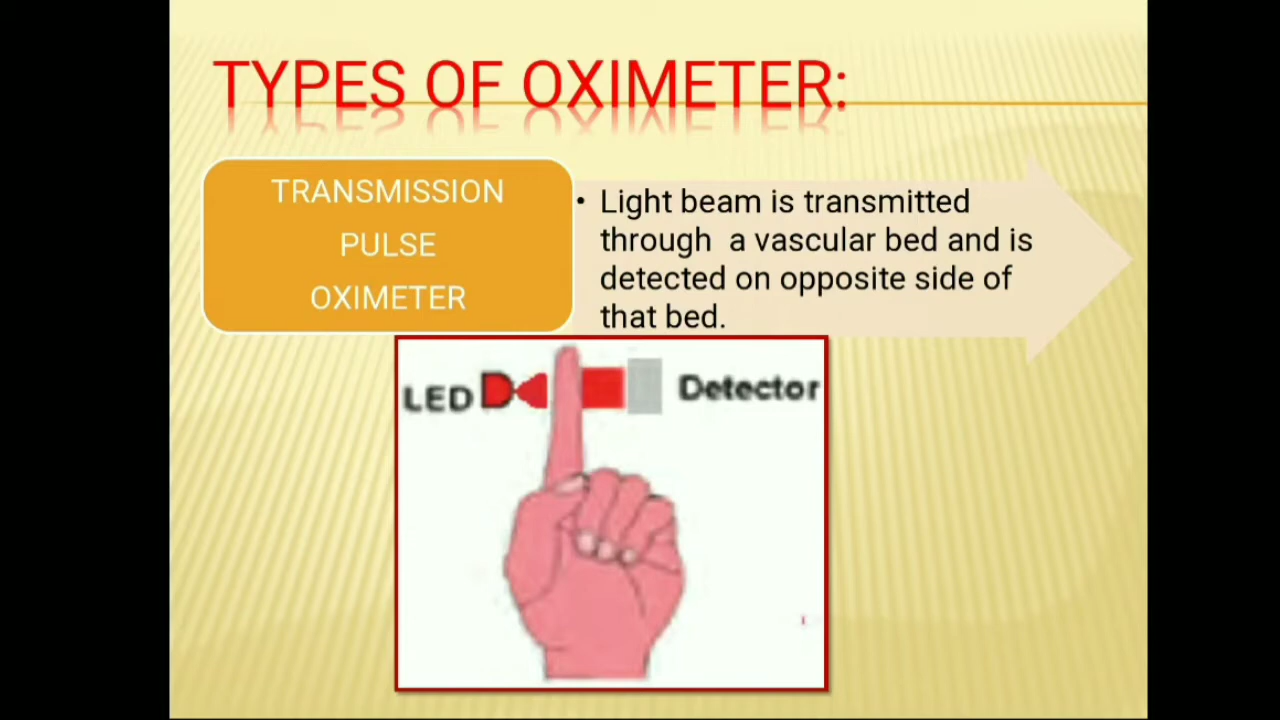 TYPES OF OXIMETER:
TRANSMISSION
PULSE
OXIMETER
• Light beam is transmitted
through a vascular bed and is
detected on opposite side of
that bed.
LED
Detector